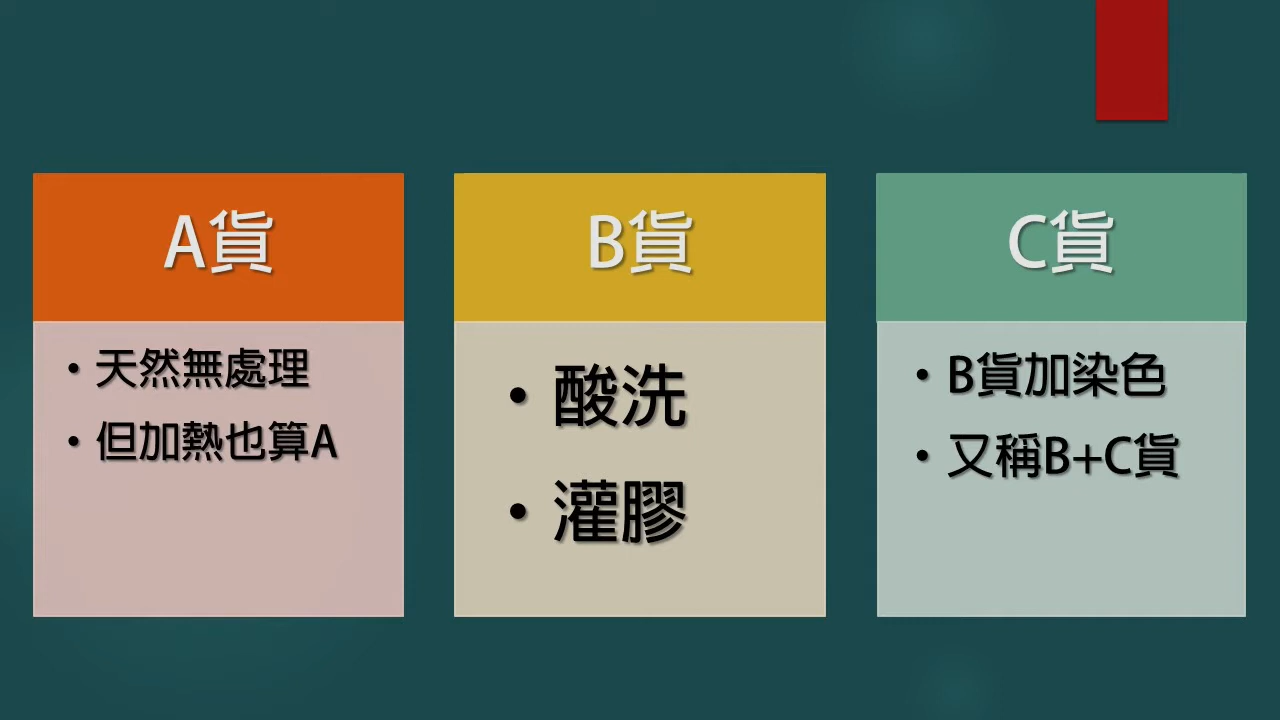 A貨
• 天然無處理
• 但加熱也算A
B貨
• 酸洗
• 灌膠
C貨
• B貨加染色
• 又稱B+C貨